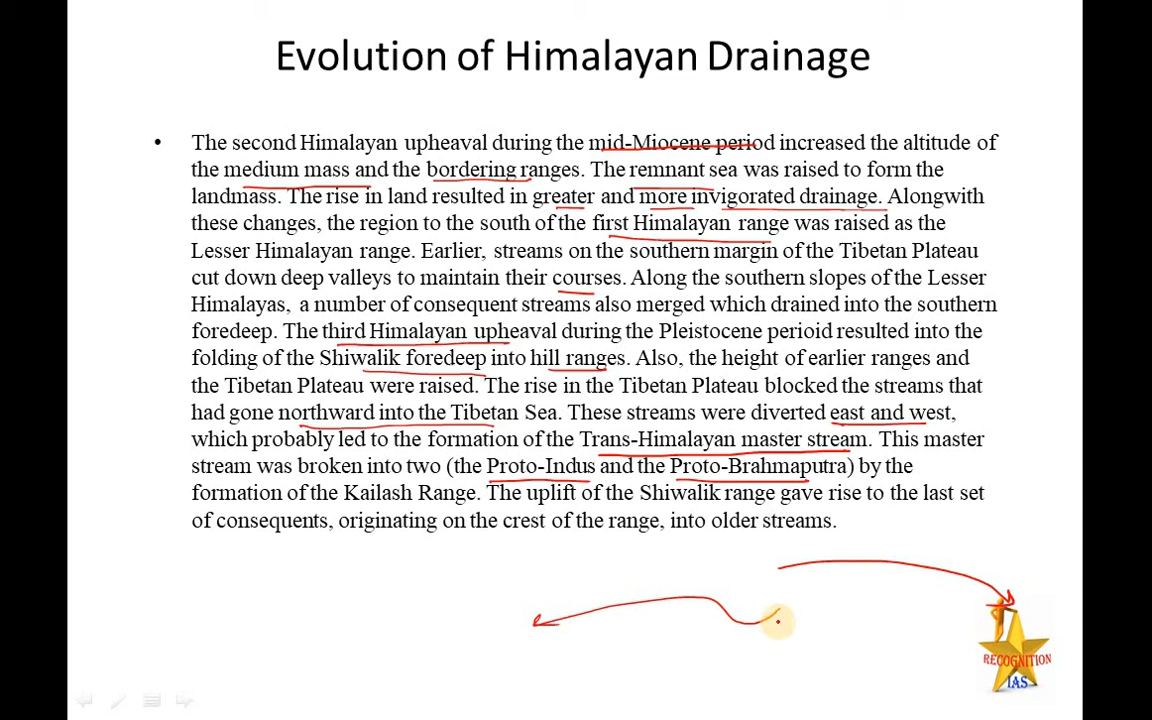 Evolution of Himalayan Drainage
• The second Himalayan upheaval during the mid-Miocene period increased the altitude of
the medium mass and the bordering ranges. The remnant sea was raised to form the
landmass. The rise in land resulted in greater and more invigorated drainage. Alongwith
these changes, the region to the south of the first Himalayan range was raised as the
Lesser Himalayan range. Earlier, streams on the southern margin of the Tibetan Plateau
cut down deep valleys to maintain their courses. Along the southern slopes of the Lesser
Himalayas, a number of consequent streams also merged which drained into the southern
foredeep. The third Himalayan upheaval during the Pleistocene perioid resulted into the
folding of the Shiwalik foredeep into hill ranges. Also, the height of earlier ranges and
the Tibetan Plateau were raised. The rise in the Tibetan Plateau blocked the streams that
had gone northward into the Tibetan Sea. These streams were diverted east and west,
which probably led to the formation of the Trans-Himalayan master stream. This master
stream was broken into two (the Proto-Indus and the Proto-Brahmaputra) by the
formation of the Kailash Range. The uplift of the Shiwalik range gave rise to the last set
of consequents, originating on the crest of the range, into older streams.
RECOGNITION
IAS